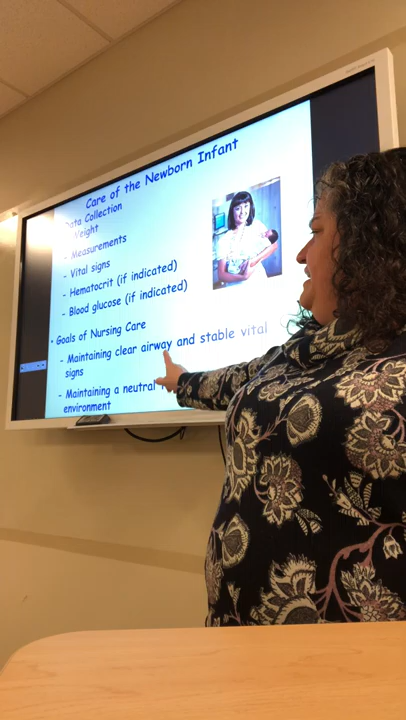 Care of the Newborn Infant
Data Collection
- Weight
- Measurements
- Vital signs
- Hematocrit (if indicated)
- Blood glucose (if indicated)
• Goals of Nursing Care
- Maintaining clear airway and stable vital
signs
- Maintaining a neutral
environment